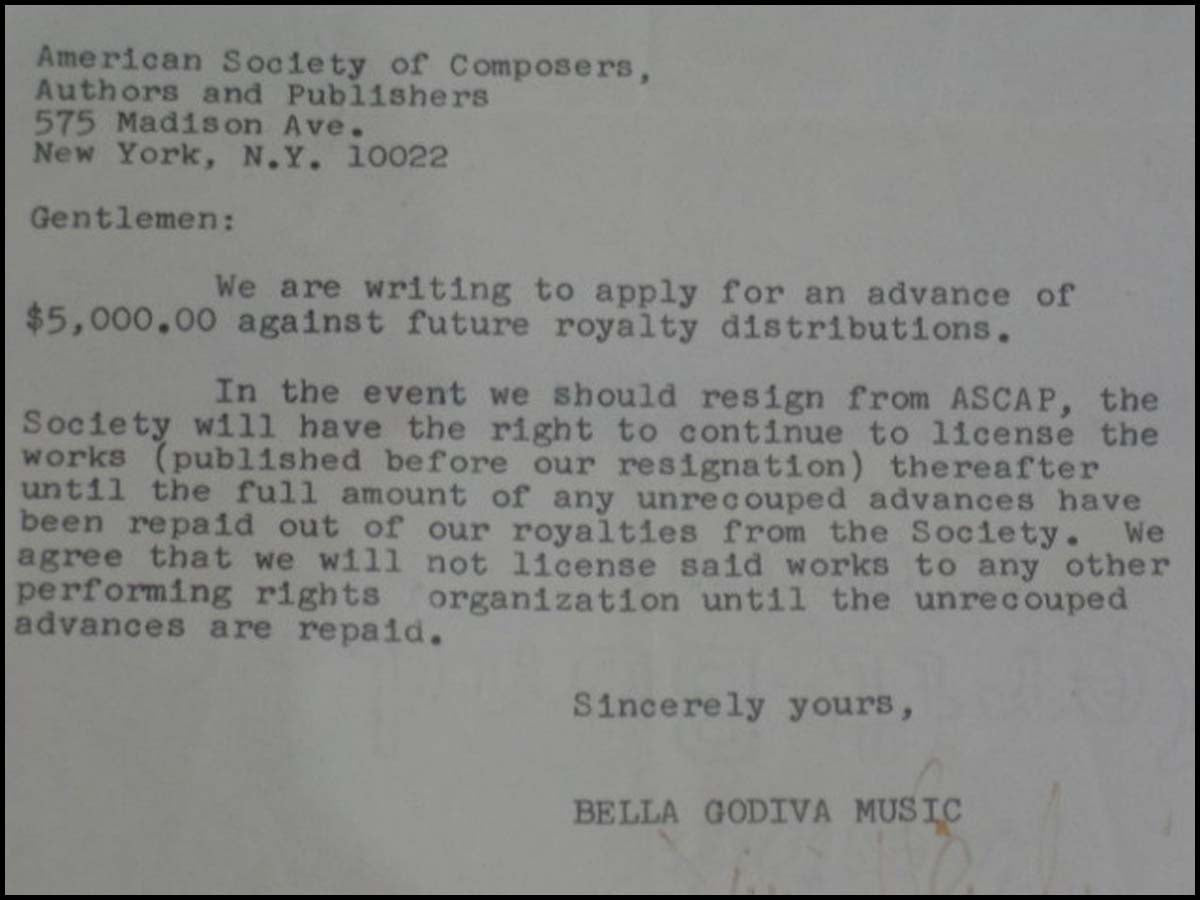 American Society of Composers,
Authors and Publishers
575 Madison Ave.
New York, N.Y. 10022
Gentlemen:
We are writing to apply for an advance of
$5,000.00 against future royalty distributions.
In the event we should resign from ASCAP, the
Society will have the right to continue to license the
works (published before our resignation) thereafter
until the full amount of any unrecouped advances have
been repaid out of our royalties from the Society. We
agree that we will not license said works to any other
performing rights organization until the unrecouped
advances are repaid.
Sincerely yours,
BELLA GODIVA MUSIC